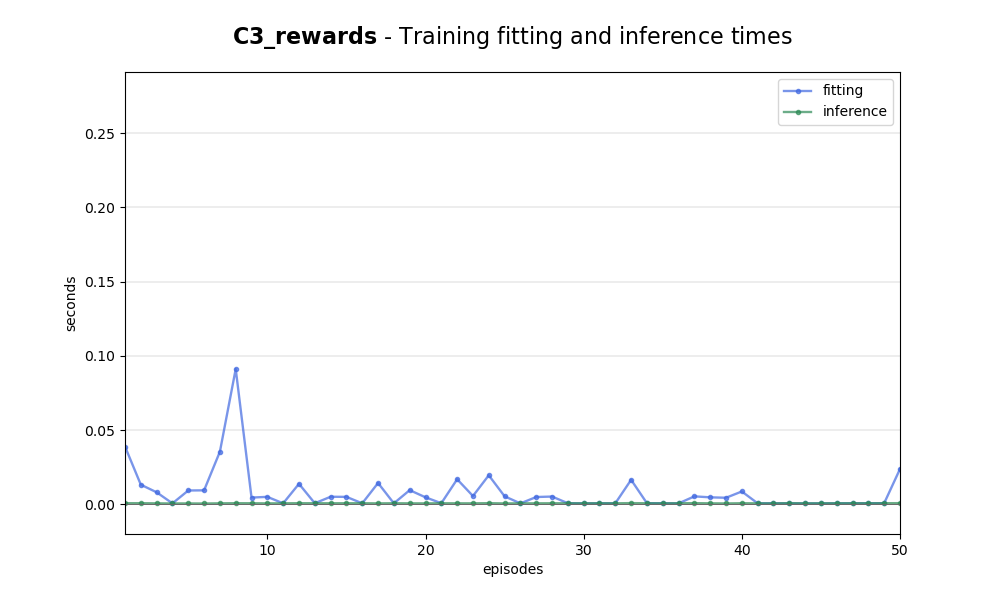 C3_rewards - Training fitting and inference times
fitting
inference
0.25
0.20
0.15
0.10
0.05
0.00
seconds
10 20 30 40 50
episodes